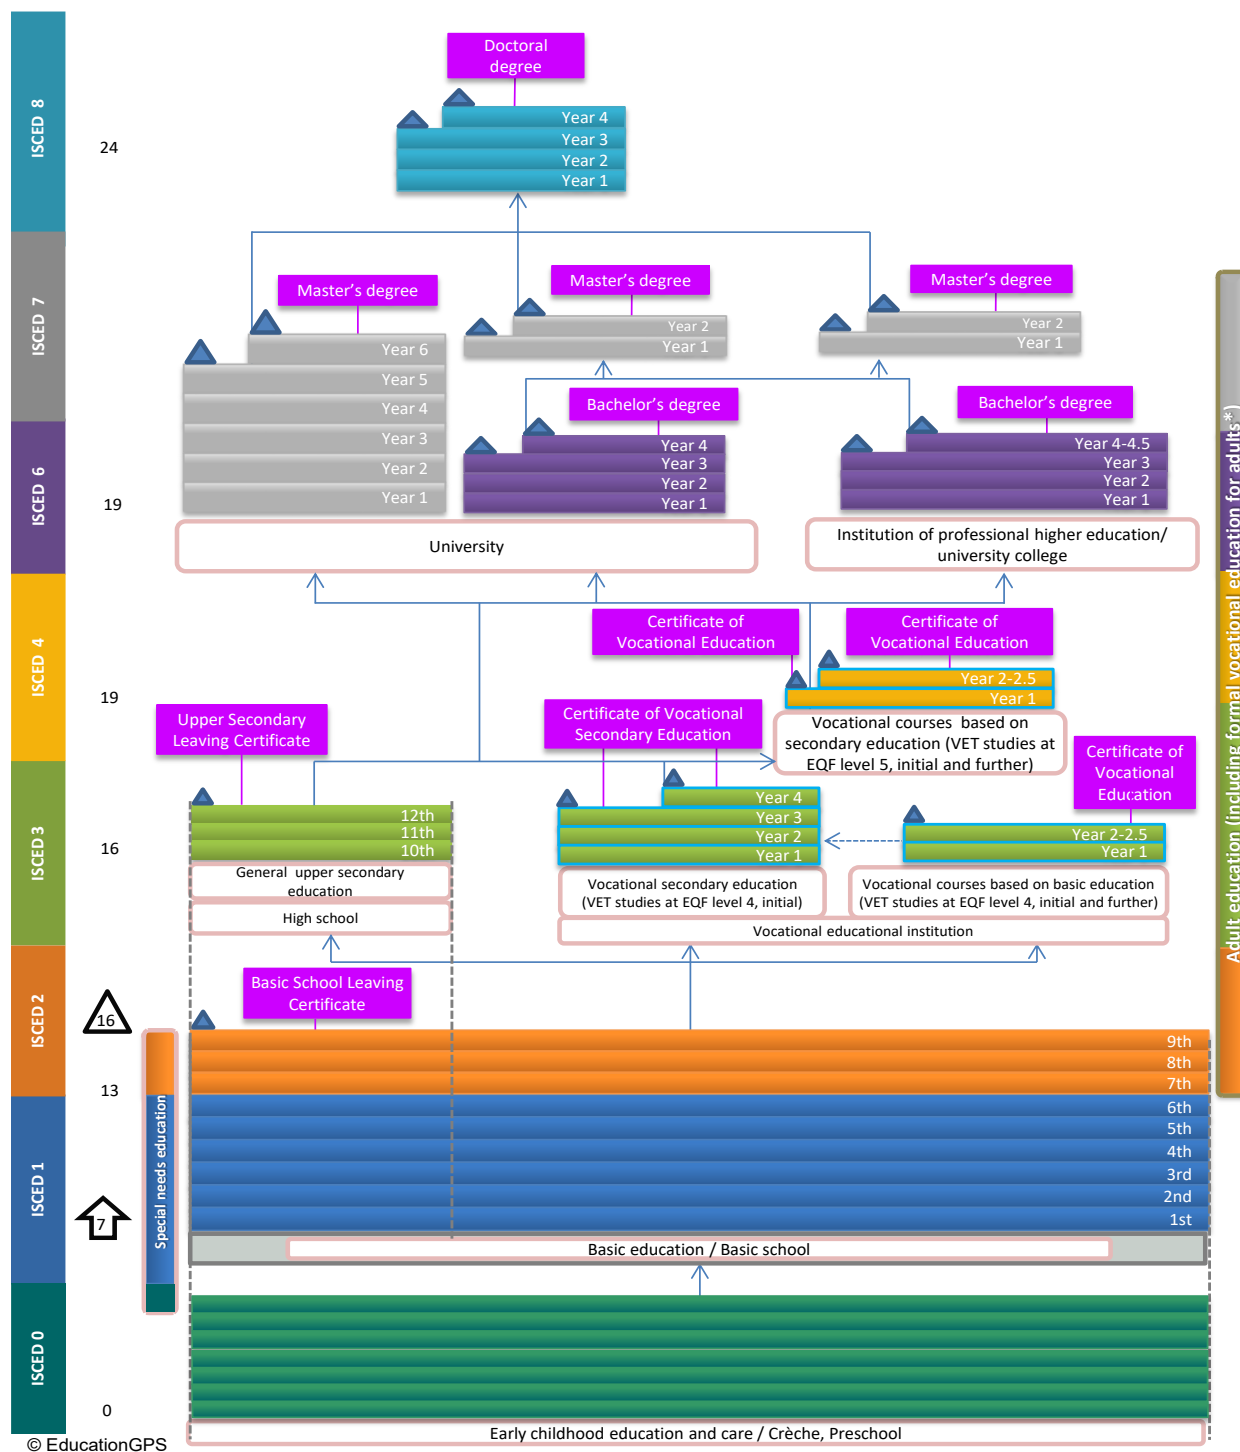 ISCED 8
24
Doctoral
degree
Year 4
Year 3
Year 2
Year 1
ISCED 7
Master's degree
Year 6
Year 5
Year 4
Year 3
Year 2
Year 1
Master's degree
Year 2
Year 1
Master's degree
Year 2
Year 1
ISCED 6
19
Bachelor's degree
Year 4
Year 3
Year 2
Year 1
Bachelor's degree
Year 4-4.5
Year 3
Year 2
Year 1
University
Institution of professional higher education/
university college
ISCED 4
19
Certificate of
Vocational Education
Certificate of
Vocational Education
Year 2-2.5
Year 1
Vocational courses based on
secondary education (VET studies at
EQF level 5, initial and further)
ISCED 3
16
Upper Secondary
Leaving Certificate
12th
11th
10th
General upper secondary
education
High school
Certificate of Vocational
Secondary Education
Year 4
Year 3
Year 2
Year 1
Vocational secondary education
(VET studies at EQF level 4, initial)
Certificate of
Vocational
Education
Year 2-2.5
Year 1
Vocational courses based on basic education
(VET studies at EQF level 4, initial and further)
Vocational educational institution
ISCED 2
16
13
Basic School Leaving
Certificate
9th
8th
7th
ISCED 1
7
Special needs education
6th
5th
4th
3rd
2nd
1st
Basic education / Basic school
ISCED 0
0
Early childhood education and care / Crèche, Preschool
Adult education (including formal vocational education for adults*)
© EducationGPS